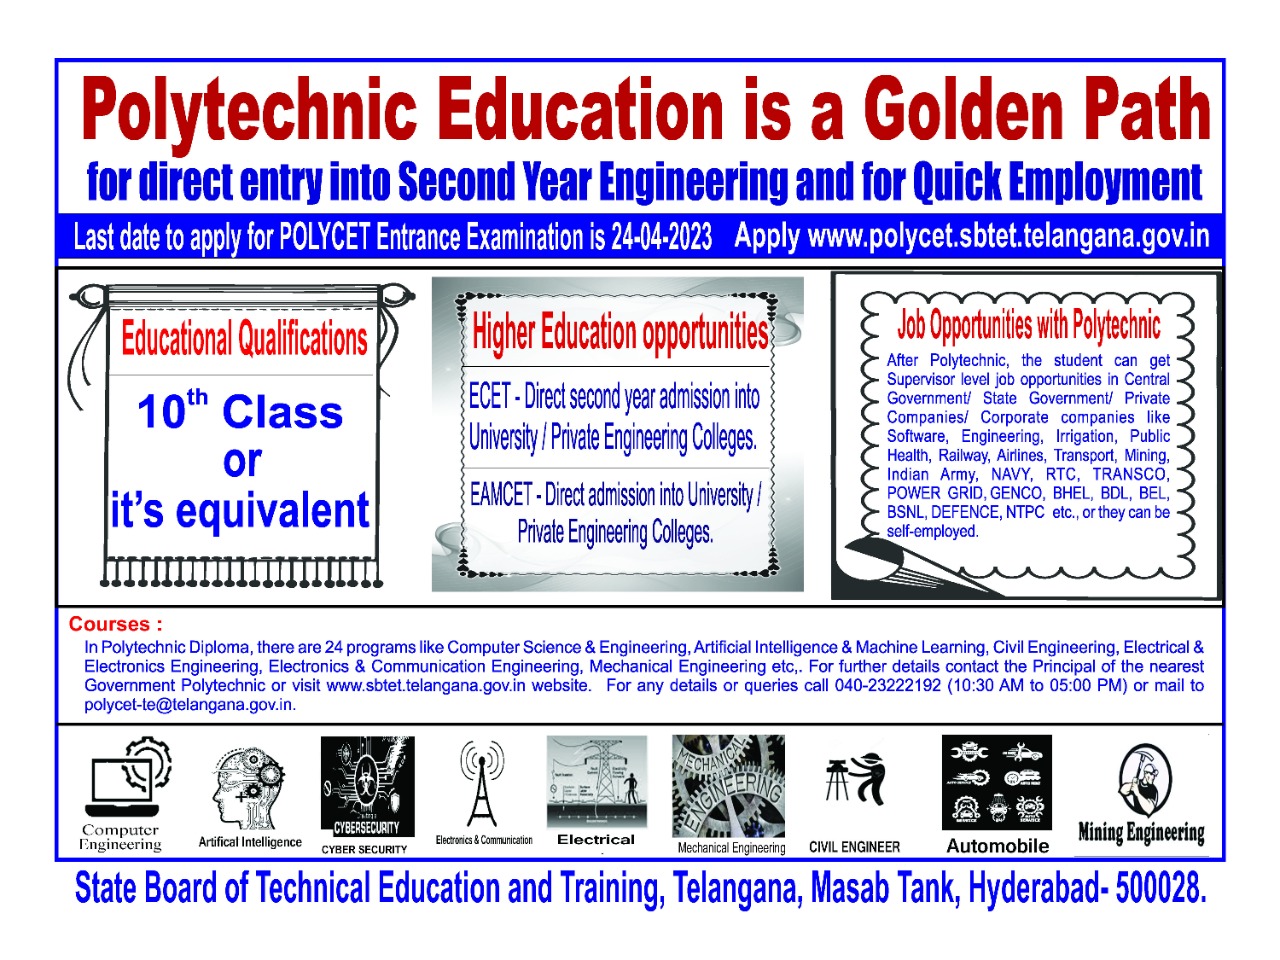 Polytechnic Education is a Golden Path
for direct entry into Second Year Engineering and for Quick Employment
Last date to apply for POLYCET Entrance Examination is 24-04-2023 Apply www.polycet.sbtet.telangana.gov.in
Educational Qualifications
10th Class
or
it's equivalent
Higher Education opportunities
ECET - Direct second year admission into
University / Private Engineering Colleges.
EAMCET - Direct admission into University /
Private Engineering Colleges.
Job Opportunities with Polytechnic
After Polytechnic, the student can get
Supervisor level job opportunities in Central
Government/ State Government/ Private
Companies/ Corporate companies like
Software, Engineering, Irrigation, Public
Health, Railway, Airlines, Transport, Mining,
Indian Army, NAVY, RTC, TRANSCO,
POWER GRID, GENCO, BHEL, BDL, BEL,
BSNL, DEFENCE, NTPC etc., or they can be
self-employed.
Courses :
In Polytechnic Diploma, there are 24 programs like Computer Science & Engineering, Artificial Intelligence & Machine Learning, Civil Engineering, Electrical &
Electronics Engineering, Electronics & Communication Engineering, Mechanical Engineering etc,. For further details contact the Principal of the nearest
Government Polytechnic or visit www.sbtet.telangana.gov.in website. For any details or queries call 040-23222192 (10:30 AM to 05:00 PM) or mail to
polycet-te@telangana.gov.in.
Computer
Engineering
Artifical Intelligence
CYBERSECURITY
CYBER SECURITY
Electronics & Communication
Electrical
MECHANICAL
ENGINEERING
Mechanical Engineering
CIVIL ENGINEER
Automobile
Mining Engineering
State Board of Technical Education and Training, Telangana, Masab Tank, Hyderabad- 500028.